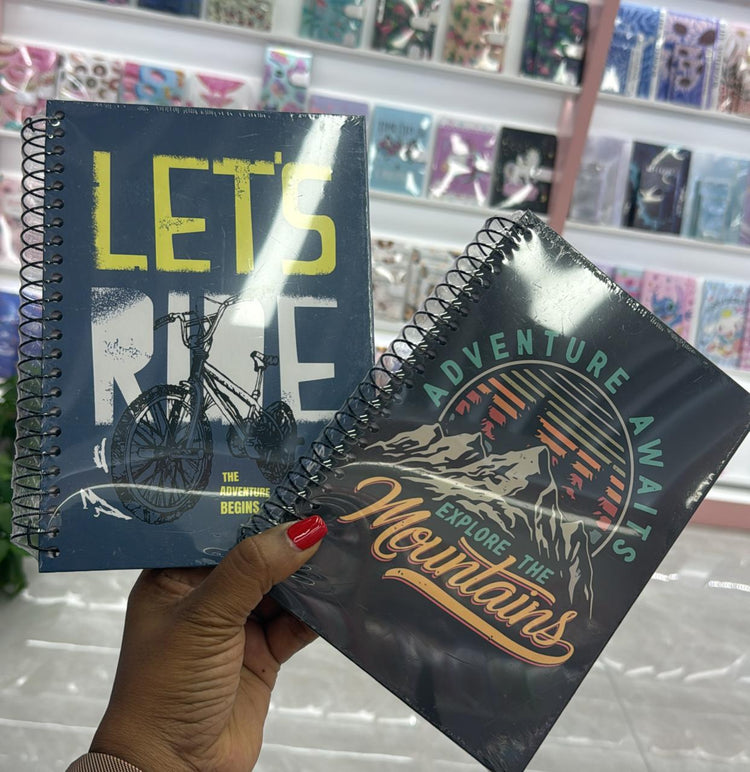 LET'S
RIDE
THE
ADVENTURE
BEGINS
ADVENTURE AWAITS
EXPLORE THE
Mountains